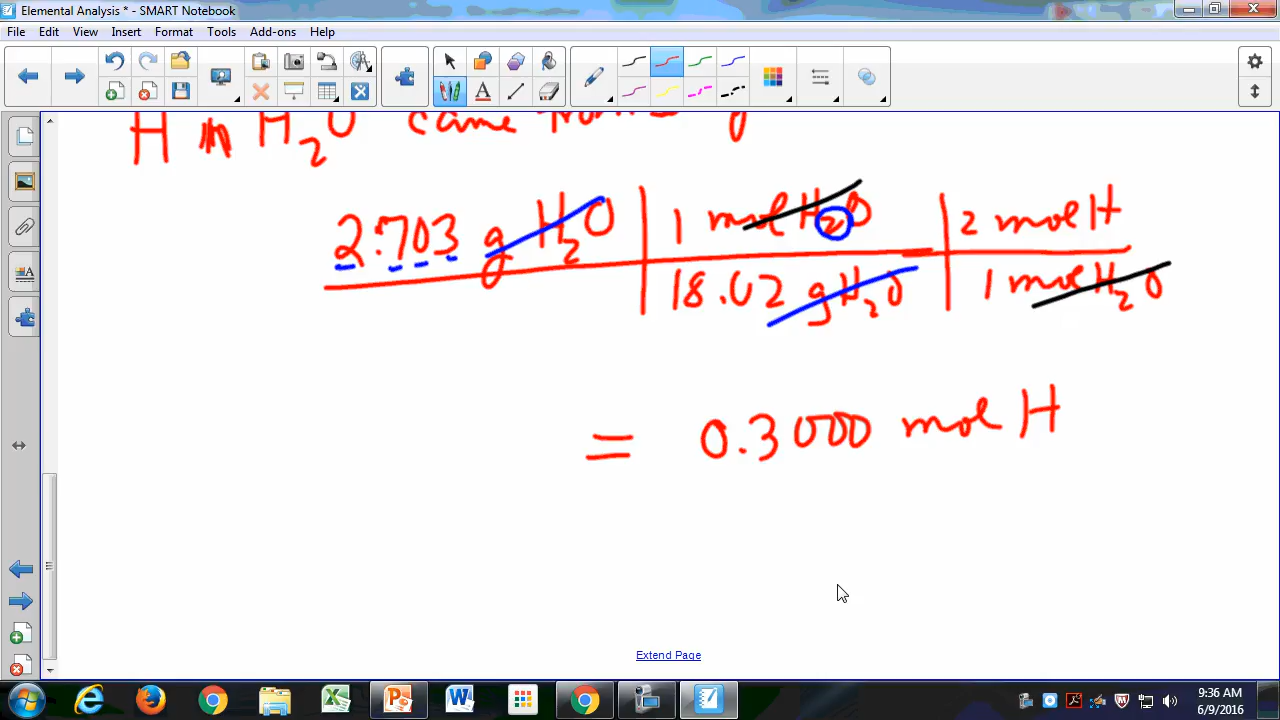 Elemental Analysis * - SMART Notebook
File Edit View Insert Format Tools Add-ons Help
H in H2O came from
2.703 g H2O | 1 mol H2O | 2 mol H
18.02 g H2O | 1 mol H2O
= 0.3000 mol H
Extend Page
9:36 AM
6/9/2016